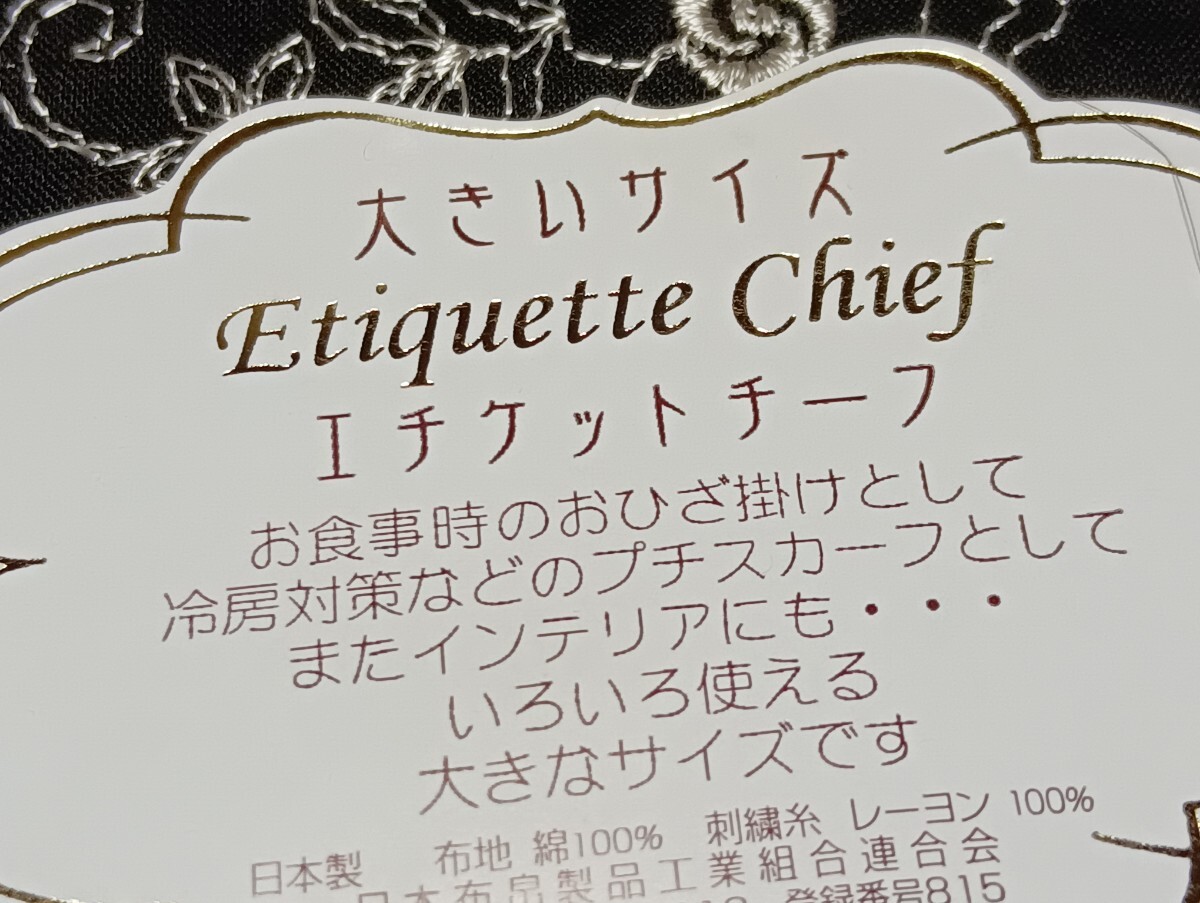 大きいサイズ
Etiquette Chief
エチケットチーフ
お食事時のおひざ掛けとして
冷房対策などのプチスカーフとして
またインテリアにも・・・
いろいろ使える
大きなサイズです
日本製 布地 綿100% 刺繍糸 レーヨン 100%
日本布帛製品工業組合連合会
登録番号815